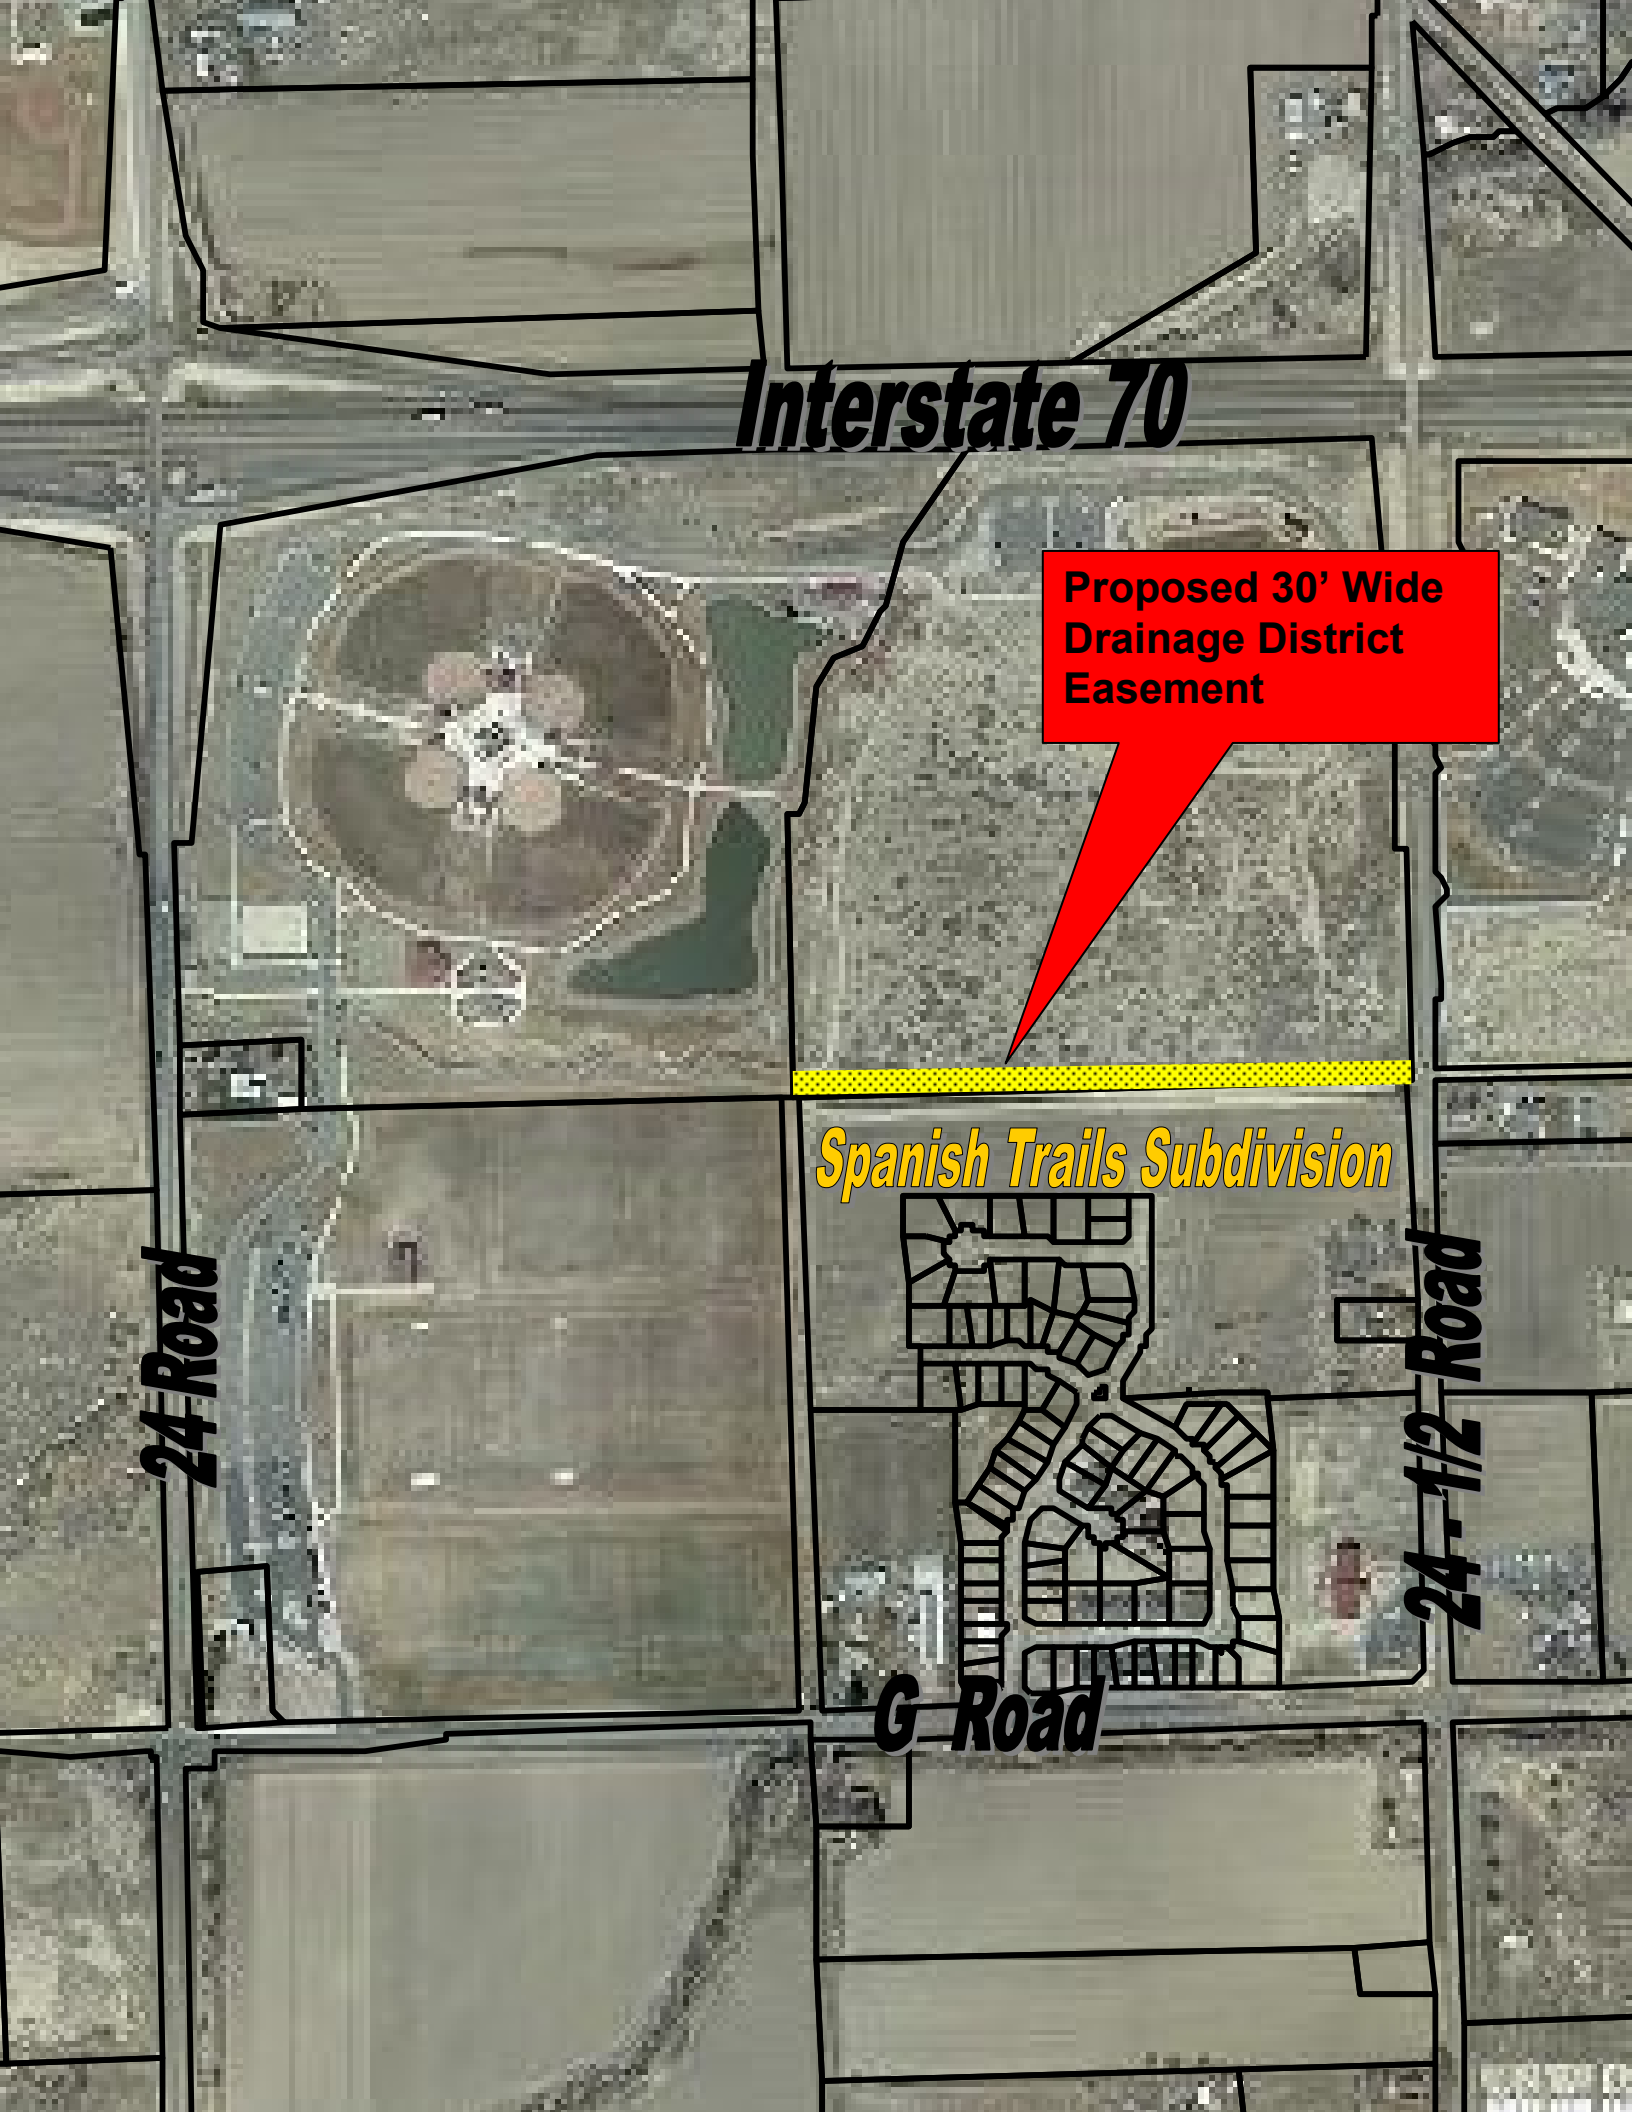 Interstate 70
Proposed 30’ Wide
Drainage District
Easement
Spanish Trails Subdivision
24 Road
24 - 1/2 Road
G Road